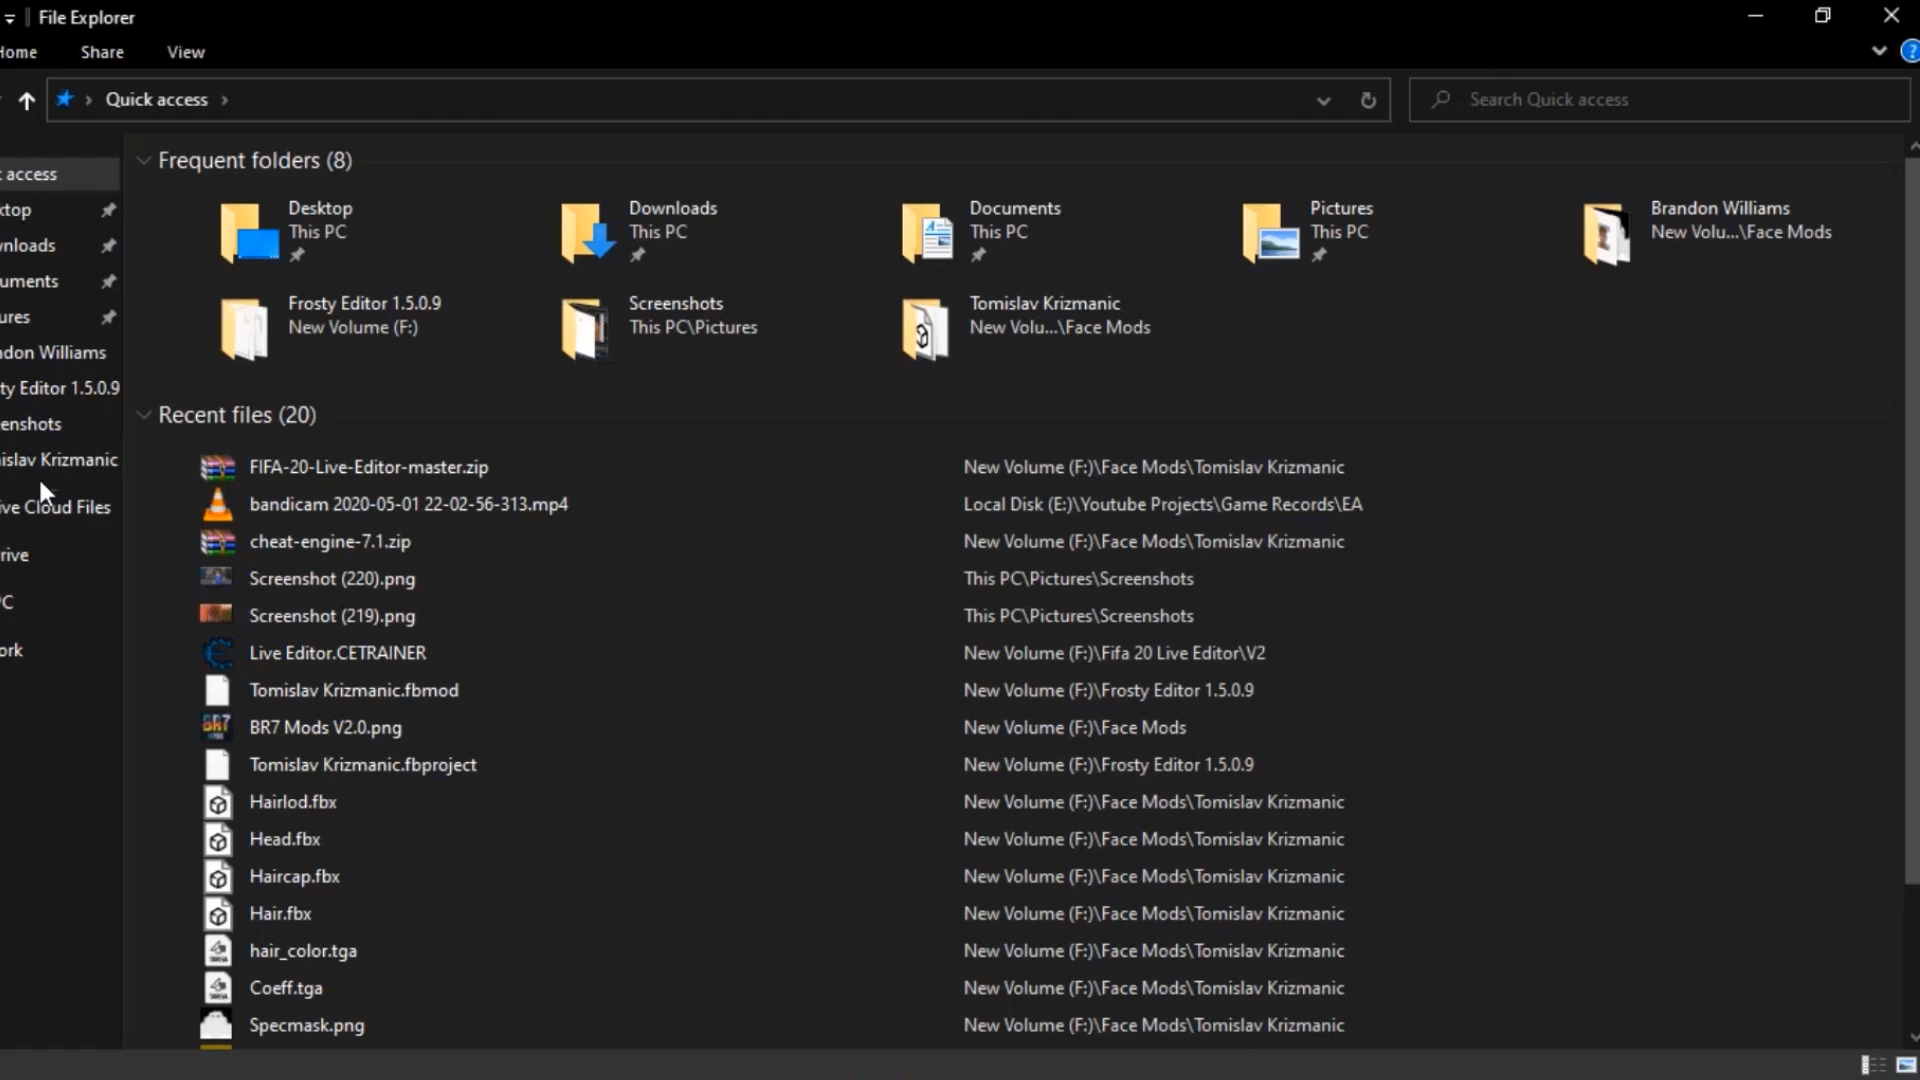 File Explorer
Home Share View
Quick access
Search Quick access
access
Frequent folders (8)
Desktop
This PC
Downloads
This PC
Documents
This PC
Pictures
This PC
Brandon Williams
New Volu...\Face Mods
Frosty Editor 1.5.0.9
New Volume (F:)
Screenshots
This PC\Pictures
Tomislav Krizmanic
New Volu...\Face Mods
ktop
wnloads
uments
ures
ndon Williams
ty Editor 1.5.0.9
enshots
islav Krizmanic
ive Cloud Files
rive
C
ork
Recent files (20)
FIFA-20-Live-Editor-master.zip New Volume (F:)\Face Mods\Tomislav Krizmanic
bandicam 2020-05-01 22-02-56-313.mp4 Local Disk (E:)\Youtube Projects\Game Records\EA
cheat-engine-7.1.zip New Volume (F:)\Face Mods\Tomislav Krizmanic
Screenshot (220).png This PC\Pictures\Screenshots
Screenshot (219).png This PC\Pictures\Screenshots
Live Editor.CETRAINER New Volume (F:)\Fifa 20 Live Editor\V2
Tomislav Krizmanic.fbmod New Volume (F:)\Frosty Editor 1.5.0.9
BR7 Mods V2.0.png New Volume (F:)\Face Mods
Tomislav Krizmanic.fbproject New Volume (F:)\Frosty Editor 1.5.0.9
Hairlod.fbx New Volume (F:)\Face Mods\Tomislav Krizmanic
Head.fbx New Volume (F:)\Face Mods\Tomislav Krizmanic
Haircap.fbx New Volume (F:)\Face Mods\Tomislav Krizmanic
Hair.fbx New Volume (F:)\Face Mods\Tomislav Krizmanic
hair_color.tga New Volume (F:)\Face Mods\Tomislav Krizmanic
Coeff.tga New Volume (F:)\Face Mods\Tomislav Krizmanic
Specmask.png New Volume (F:)\Face Mods\Tomislav Krizmanic